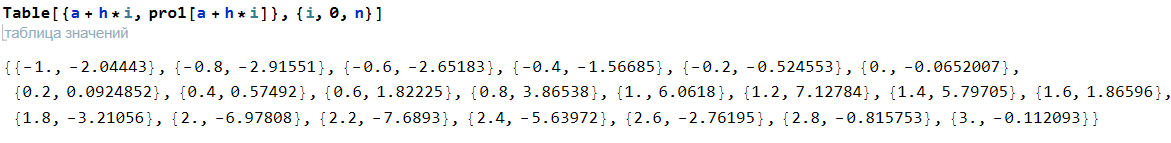 Table[{a + h * i, pro1[a + h * i]}, {i, 0, n}]
таблица значений
{{-1., -2.04443}, {-0.8, -2.91551}, {-0.6, -2.65183}, {-0.4, -1.56685}, {-0.2, -0.524553}, {0., -0.0652007},
{0.2, 0.0924852}, {0.4, 0.57492}, {0.6, 1.82225}, {0.8, 3.86538}, {1., 6.0618}, {1.2, 7.12784}, {1.4, 5.79705}, {1.6, 1.86596},
{1.8, -3.21056}, {2., -6.97808}, {2.2, -7.6893}, {2.4, -5.63972}, {2.6, -2.76195}, {2.8, -0.815753}, {3., -0.112093}}